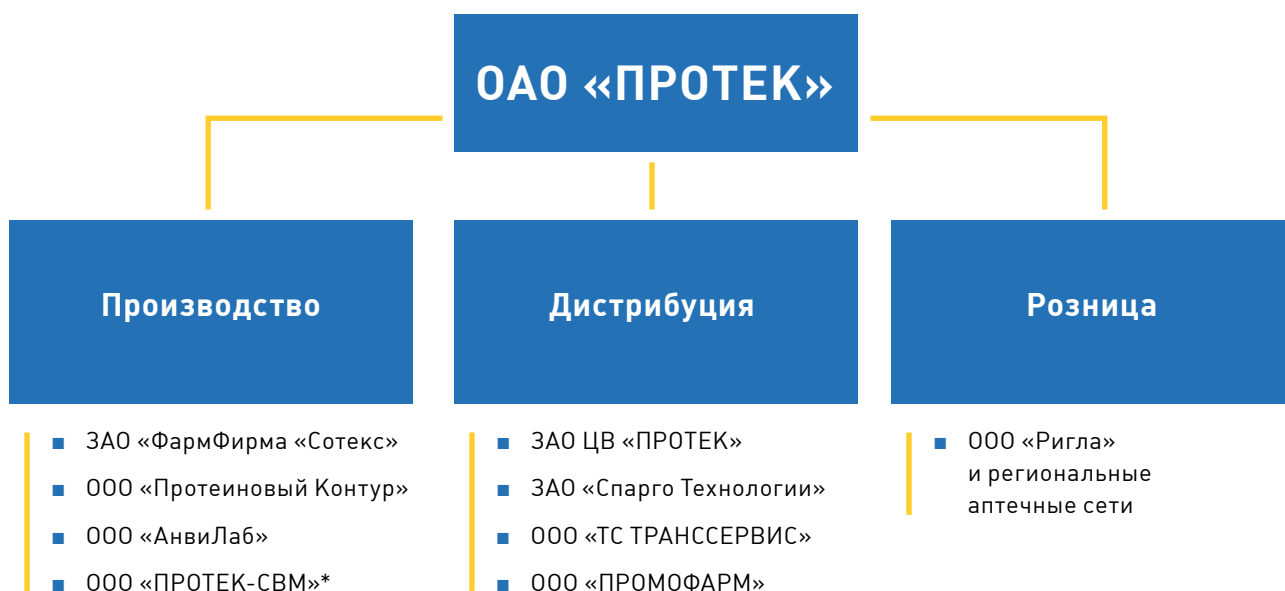 ОАО «ПРОТЕК»
Производство
ЗАО «ФармФирма «Сотекс»
ООО «Протеиновый Контур»
ООО «АнвиЛаб»
ООО «ПРОТЕК-СВМ»*
Дистрибуция
ЗАО ЦВ «ПРОТЕК»
ЗАО «Спарго Технологии»
ООО «ТС ТРАНССЕРВИС»
ООО «ПРОМОФАРМ»
Розница
ООО «Ригла»
и региональные
аптечные сети